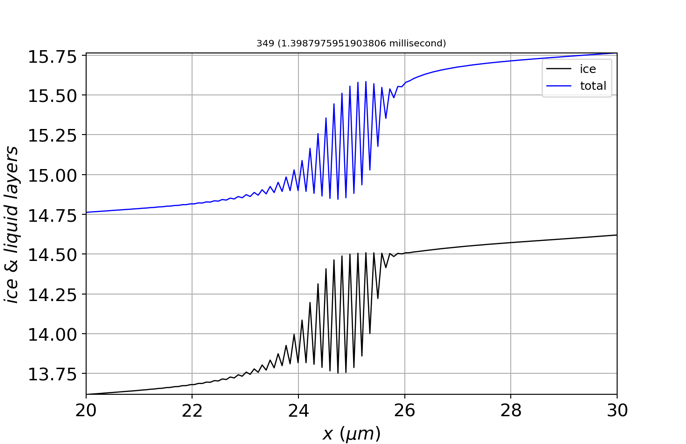 349 (1.3987975951903806 millisecond)
15.75
15.50
15.25
15.00
14.75
14.50
14.25
14.00
13.75
ice & liquid layers
ice
total
20 22 24 26 28 30
x (μm)